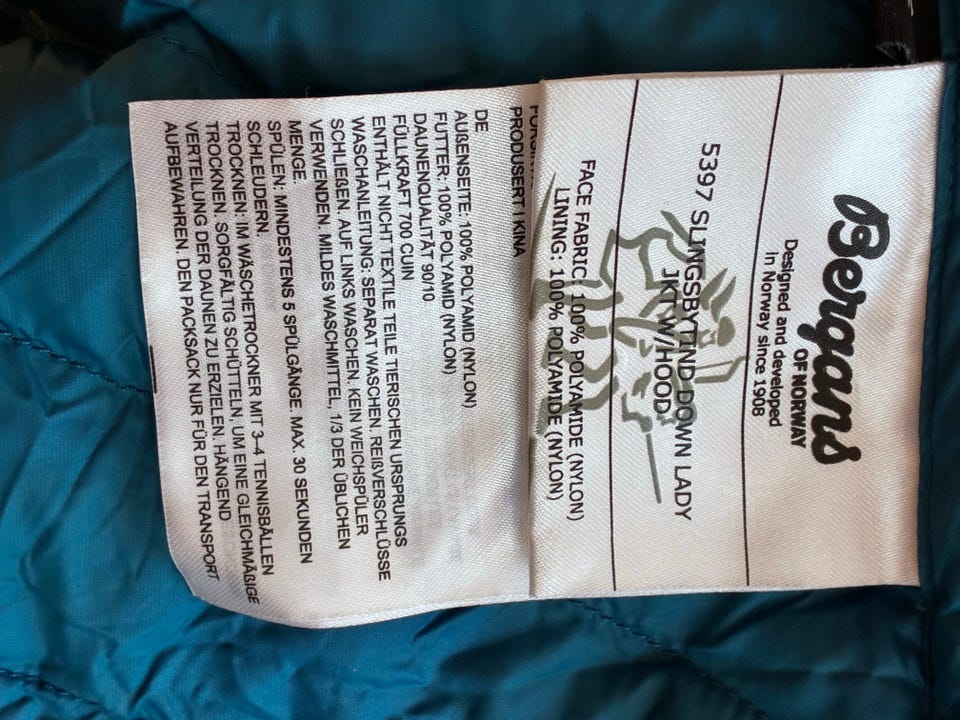 Bergans
OF NORWAY
Designed and developed
in Norway since 1908
5397 SLINGSBYTIND DOWN LADY
JKT W/HOOD
FACE FABRIC: 100% POLYAMIDE (NYLON)
LINING: 100% POLYAMIDE (NYLON)
PRODUSERT I KINA
DE
AUßENSEITE: 100% POLYAMID (NYLON)
FUTTER: 100% POLYAMID (NYLON)
DAUNENQUALITÄT 90/10
FÜLLKRAFT 700 CUIN
ENTHÄLT NICHT TEXTILE TEILE TIERISCHEN URSPRUNGS
WASCHANLEITUNG: SEPARAT WASCHEN. REIßVERSCHLÜSSE
SCHLIEßEN. AUF LINKS WASCHEN. KEIN WEICHSPÜLER
VERWENDEN. MILDES WASCHMITTEL, 1/3 DER ÜBLICHEN
MENGE.
SPÜLEN: MINDESTENS 5 SPÜLGÄNGE. MAX. 30 SEKUNDEN
SCHLEUDERN.
TROCKNEN: IM WÄSCHETROCKNER MIT 3-4 TENNISBÄLLEN
TROCKNEN. SORGFÄLTIG SCHÜTTELN, UM EINE GLEICHMÄßIGE
VERTEILUNG DER DAUNEN ZU ERZIELEN. HÄNGEND
AUFBEWAHREN. DEN PACKSACK NUR FÜR DEN TRANSPORT